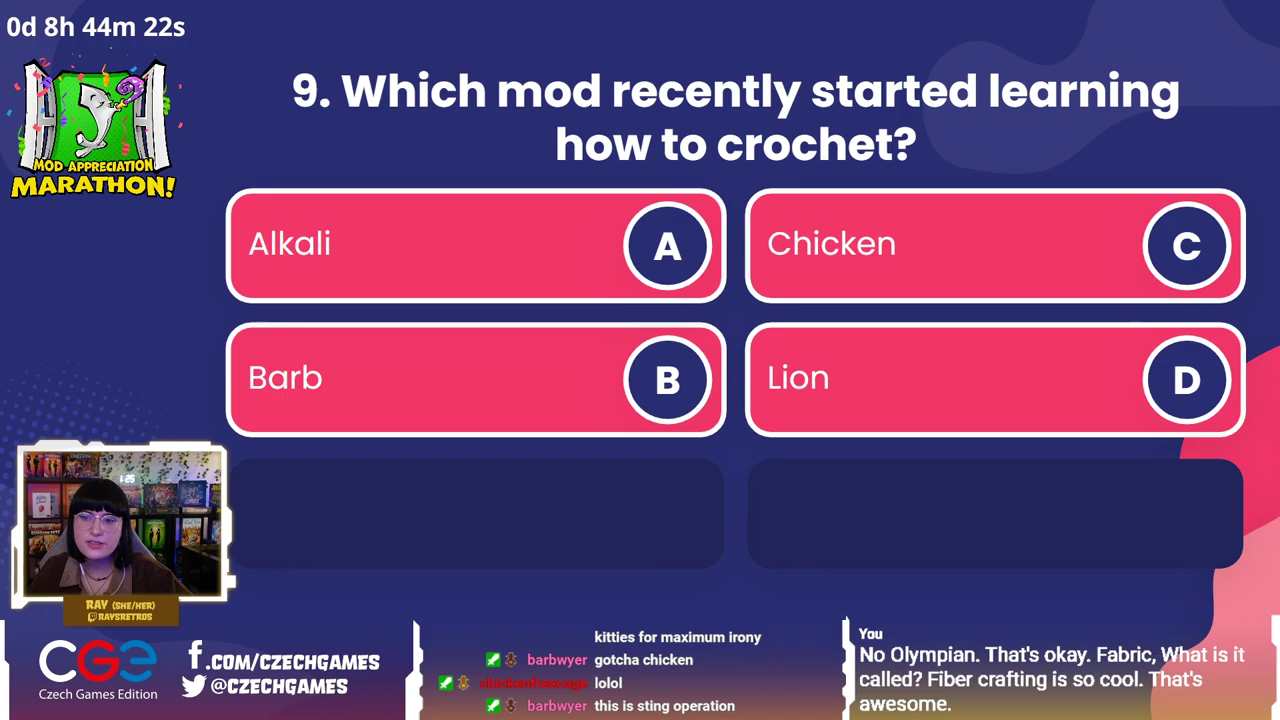 0d 8h 44m 22s
MOD APPRECIATION
MARATHON!
9. Which mod recently started learning
how to crochet?
Alkali
A
Chicken
C
Barb
B
Lion
D
1:25
RAY (SHE/HER)
RAYSRETROS
CGE
Czech Games Edition
f.COM/CZECHGAMES
@CZECHGAMES
kitties for maximum irony
barbwyer gotcha chicken
chickenfreecage lolol
barbwyer this is sting operation
You
No Olympian. That's okay. Fabric, What is it
called? Fiber crafting is so cool. That's
awesome.